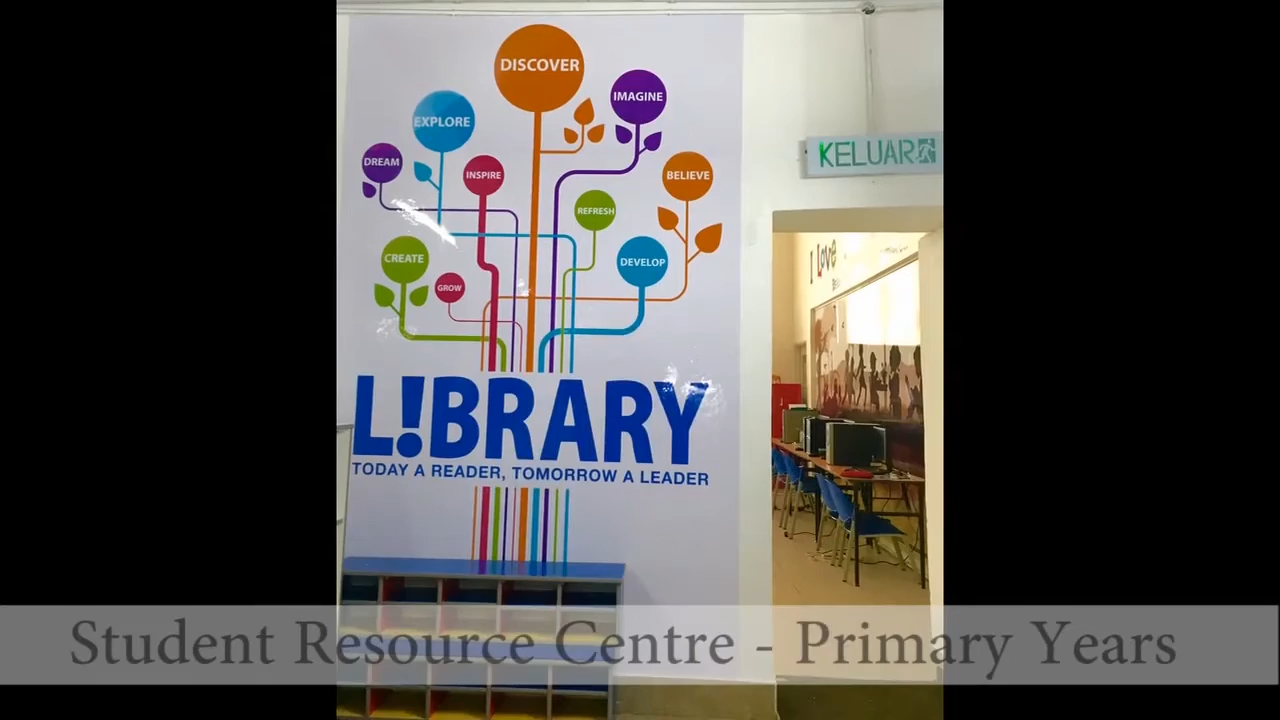 DISCOVER
IMAGINE
EXPLORE
DREAM
INSPIRE
BELIEVE
REFRESH
CREATE
DEVELOP
GROW
KELUAR
I Love
L!BRARY
TODAY A READER, TOMORROW A LEADER
Student Resource Centre - Primary Years